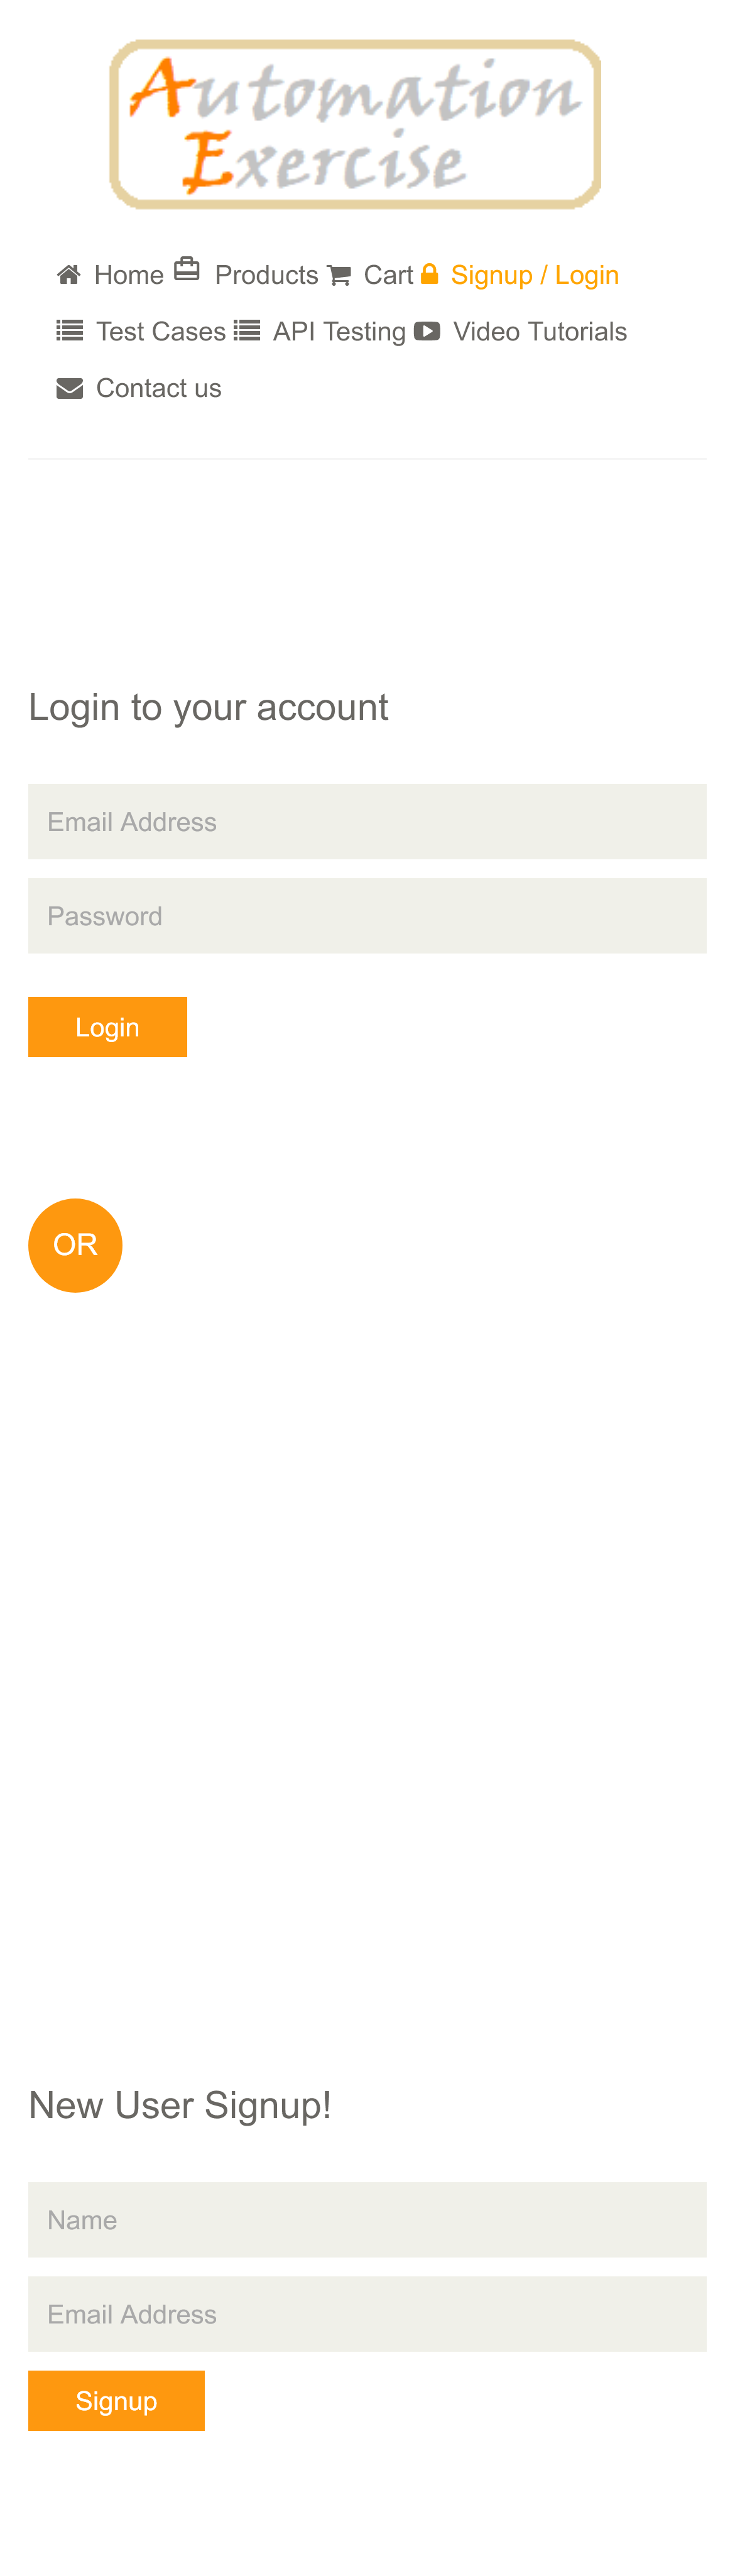 Automation
Exercise
Home Products Cart Signup / Login
Test Cases API Testing Video Tutorials
Contact us
Login to your account
Email Address
Password
Login
OR
New User Signup!
Name
Email Address
Signup